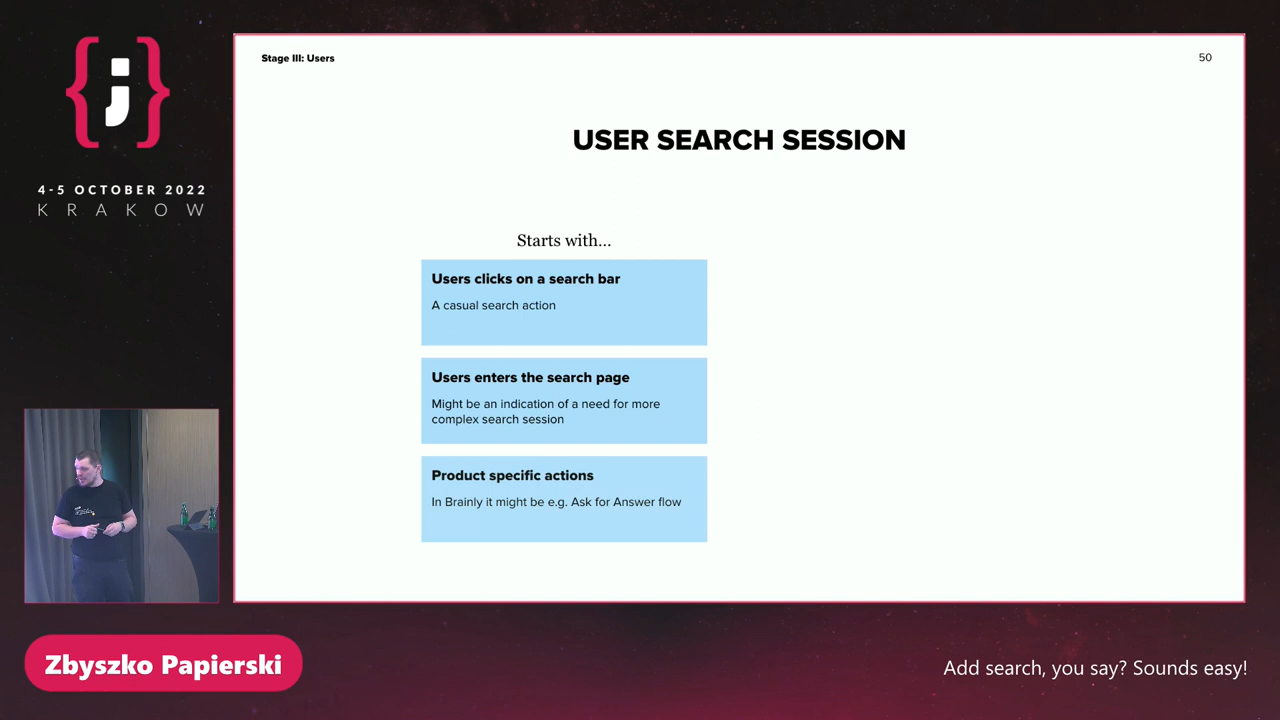 {;}
4-5 OCTOBER 2022
KRAKOW
Stage III: Users
50
USER SEARCH SESSION
Starts with...
Users clicks on a search bar
A casual search action
Users enters the search page
Might be an indication of a need for more
complex search session
Product specific actions
In Brainly it might be e.g. Ask for Answer flow
Zbyszko Papierski
Add search, you say? Sounds easy!